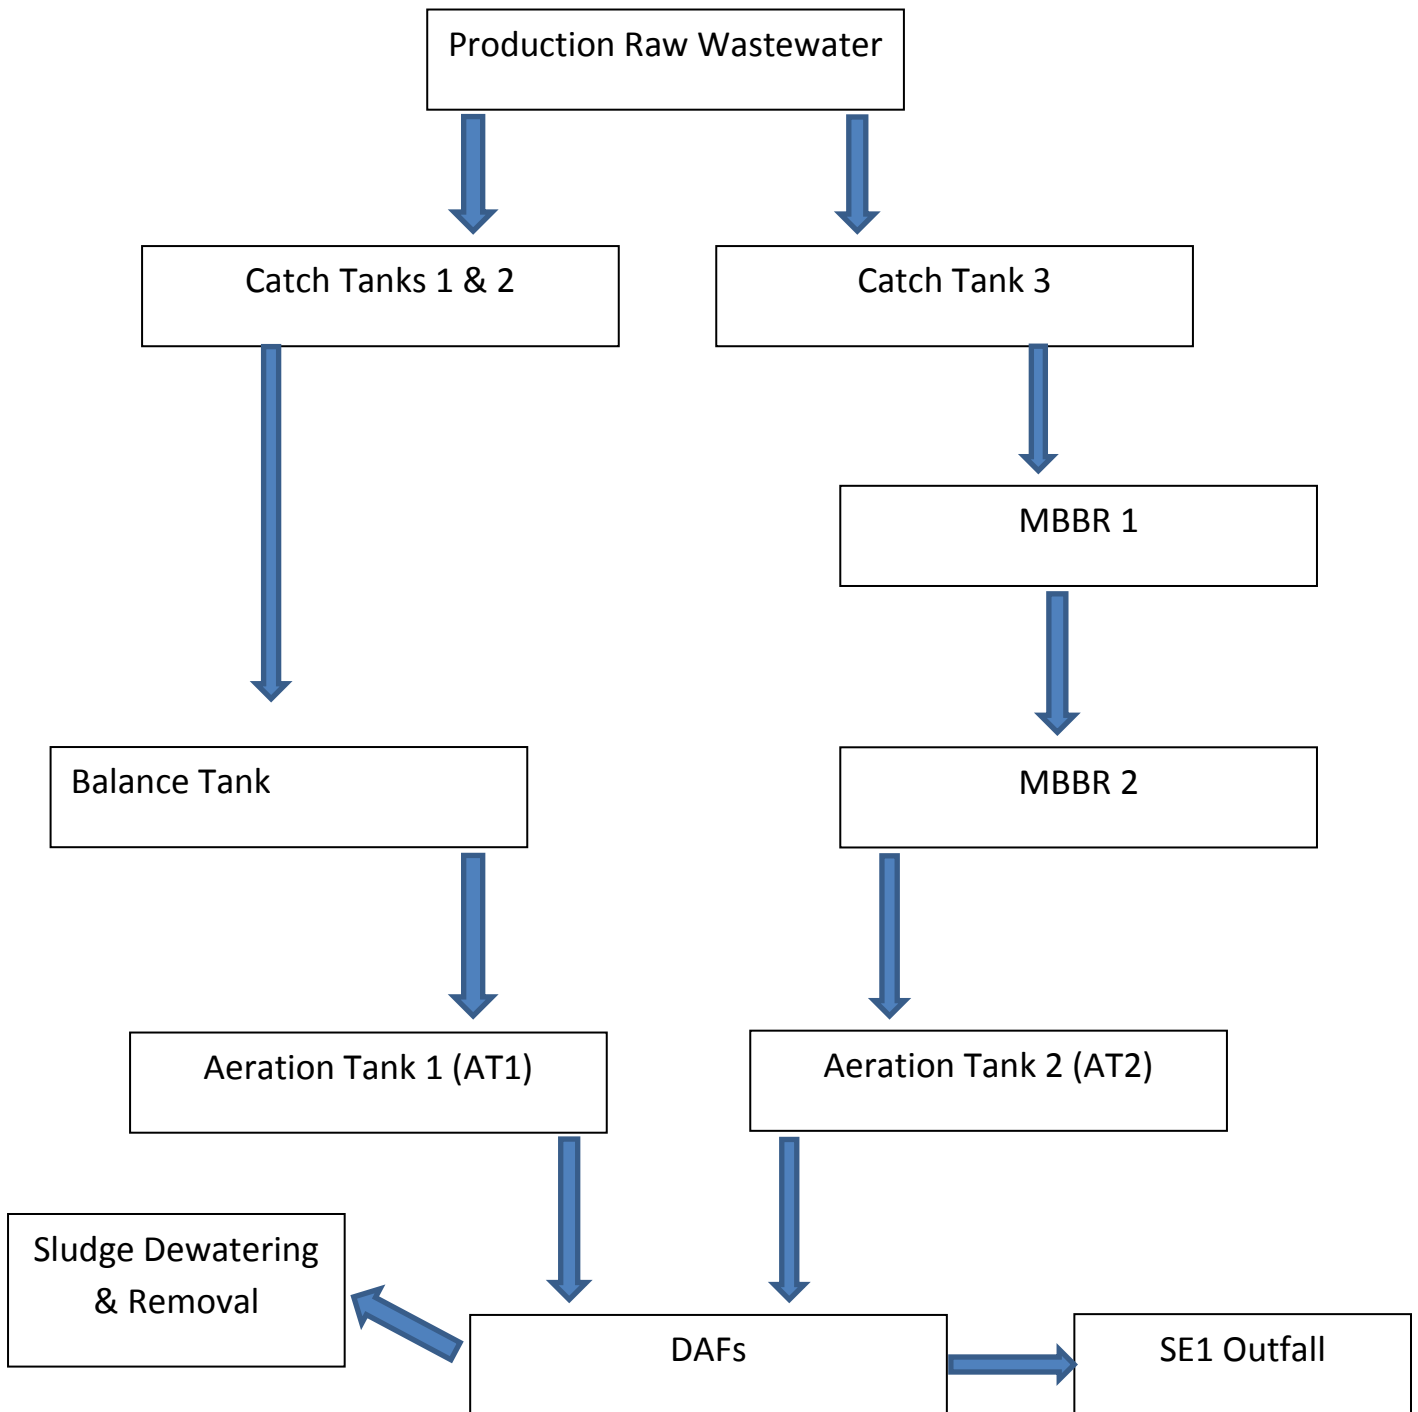 Production Raw Wastewater
Catch Tanks 1 & 2
Catch Tank 3
MBBR 1
Balance Tank
MBBR 2
Aeration Tank 1 (AT1)
Aeration Tank 2 (AT2)
Sludge Dewatering
& Removal
DAFs
SE1 Outfall